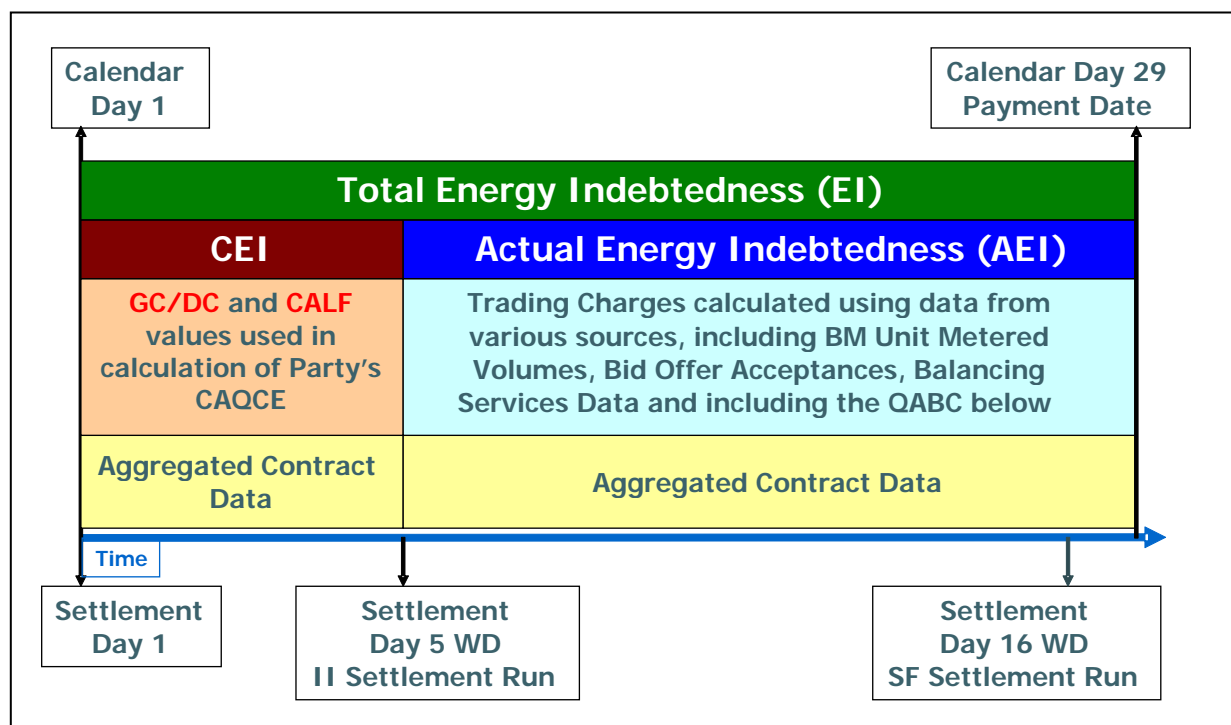 Calendar
Day 1
Calendar Day 29
Payment Date
Total Energy Indebtedness (EI)
CEI
Actual Energy Indebtedness (AEI)
GC/DC and CALF
values used in
calculation of Party's
CAQCE
Trading Charges calculated using data from
various sources, including BM Unit Metered
Volumes, Bid Offer Acceptances, Balancing
Services Data and including the QABC below
Aggregated Contract
Data
Aggregated Contract Data
Time
Settlement
Day 1
Settlement
Day 5 WD
II Settlement Run
Settlement
Day 16 WD
SF Settlement Run